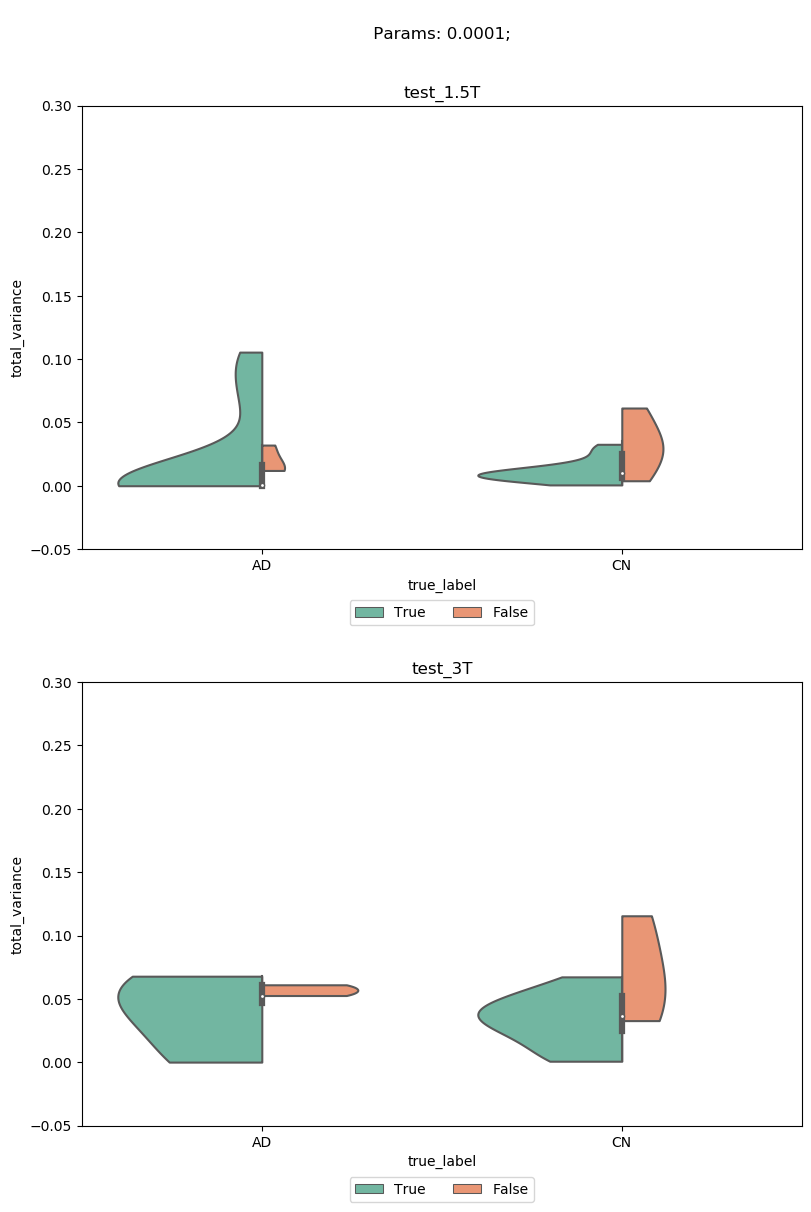 Params: 0.0001;
test_1.5T
0.30
0.25
0.20
0.15
0.10
0.05
0.00
−0.05
total_variance
AD CN
true_label
True False
test_3T
0.30
0.25
0.20
0.15
0.10
0.05
0.00
−0.05
total_variance
AD CN
true_label
True False